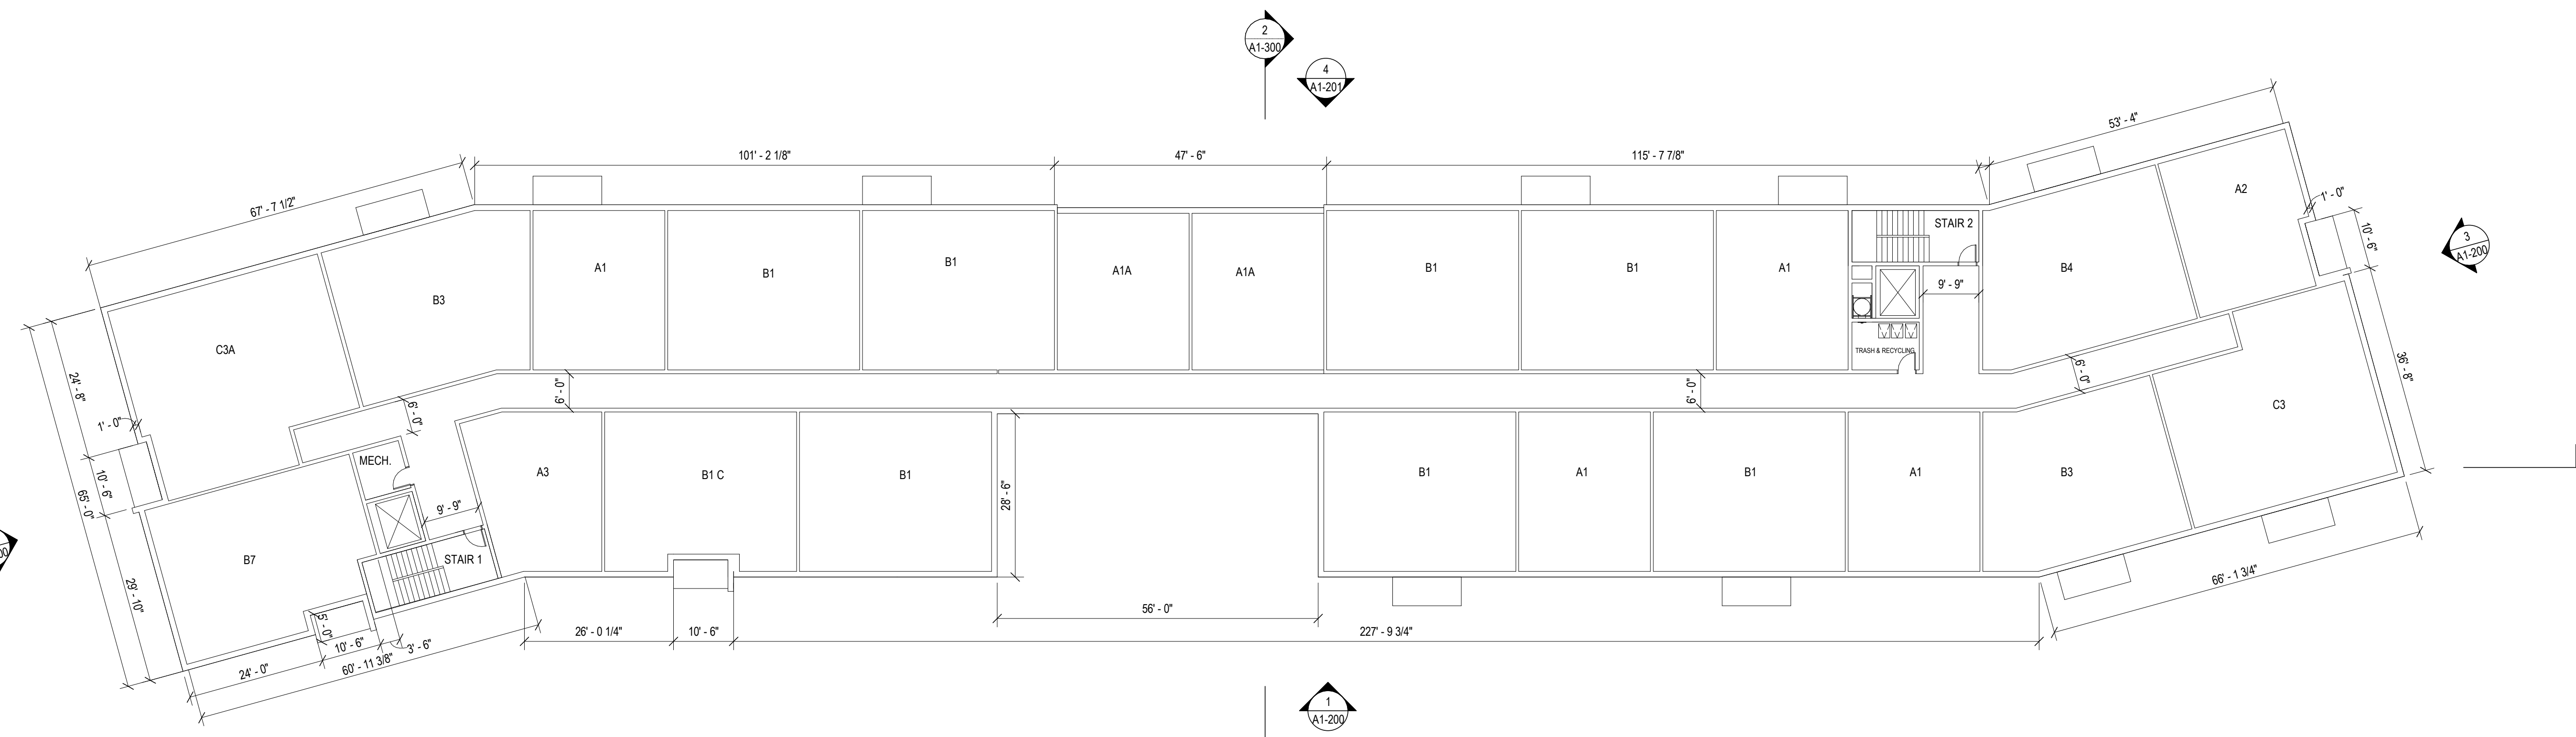 2
A1-300
4
A1-201
53' - 4"
101' - 2 1/8"
47' - 6"
115' - 7 7/8"
67' - 7 1/2"
A2
1' - 0"
STAIR 2
10' - 6"
3
A1-200
A1
B1
B1
A1A
A1A
B1
B1
A1
B4
9' - 9"
B3
C3A
TRASH & RECYCLING
24' - 8"
6' - 0"
6' - 0"
6' - 0"
36' - 8"
1' - 0"
6' - 0"
C3
MECH.
A3
B1 C
B1
B1
A1
B1
A1
B3
10' - 6"
65' - 0"
9' - 9"
28' - 6"
B7
STAIR 1
29' - 10"
66' - 1 3/4"
5' - 0"
56' - 0"
26' - 0 1/4"
10' - 6"
227' - 9 3/4"
10' - 6"
3' - 6"
24' - 0"
60' - 11 3/8"
1
A1-200